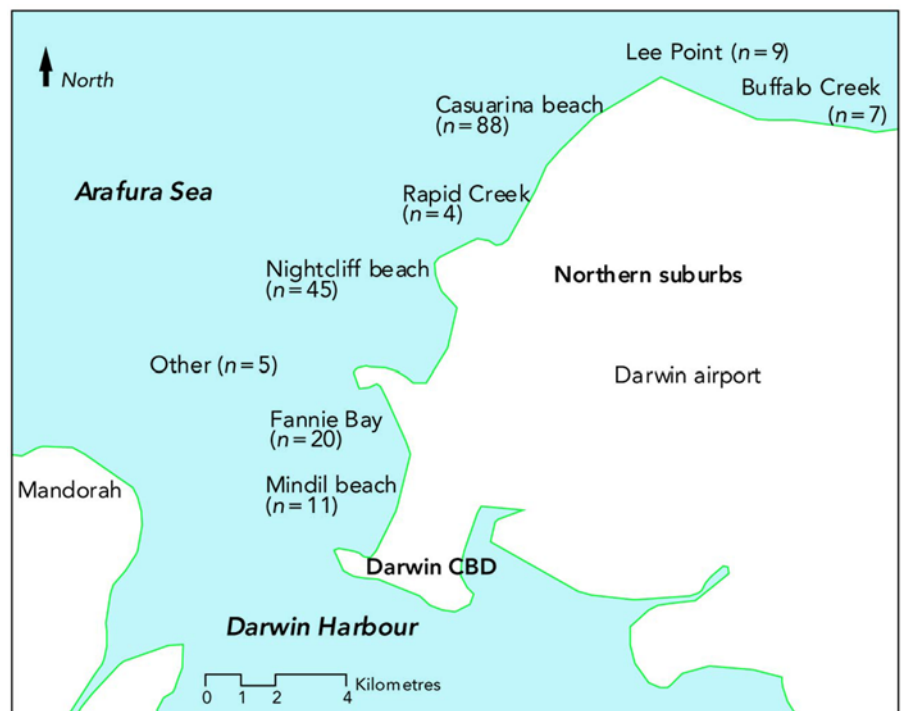 Lee Point (n=9)
North
Buffalo Creek
(n=7)
Casuarina beach
(n=88)
Arafura Sea
Rapid Creek
(n=4)
Nightcliff beach
(n=45)
Northern suburbs
Other (n=5)
Darwin airport
Fannie Bay
(n=20)
Mandorah
Mindil beach
(n=11)
Darwin CBD
Darwin Harbour
0 1 2 4 Kilometres